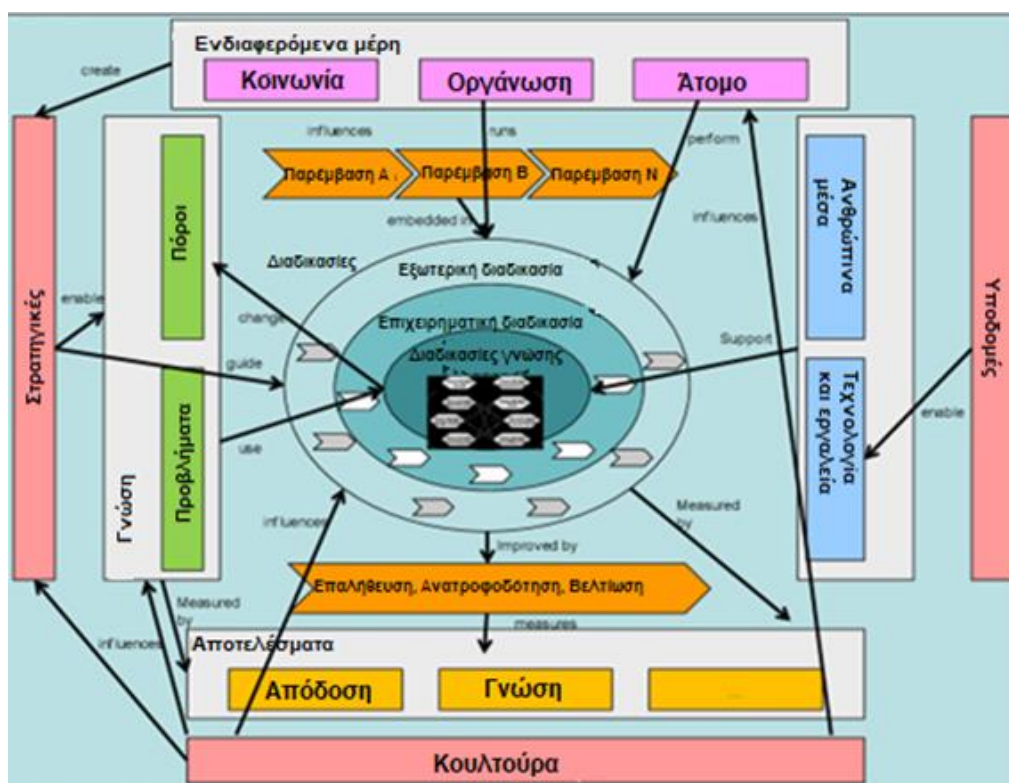 Ενδιαφερόμενα μέρη
create
Κοινωνία
Οργάνωση
Άτομο
influences
runs
perform
Παρέμβαση Α
Παρέμβαση Β
Παρέμβαση Ν
embedded in
influences
Πόροι
Διαδικασίες
Εξωτερική διαδικασία
Ανθρώπινα
μέσα
Στρατηγικές
enable
change
Επιχειρηματική διαδικασία
Υποδομές
guide
Διαδικασίες γνώσης
Support
Γνώση
Προβλήματα
use
Τεχνολογία
και εργαλεία
enable
influences
Measured
by
Improved by
Επαλήθευση, Ανατροφοδότηση, Βελτίωση
Measured
by
influences
measures
Αποτελέσματα
Απόδοση
Γνώση
...
Κουλτούρα